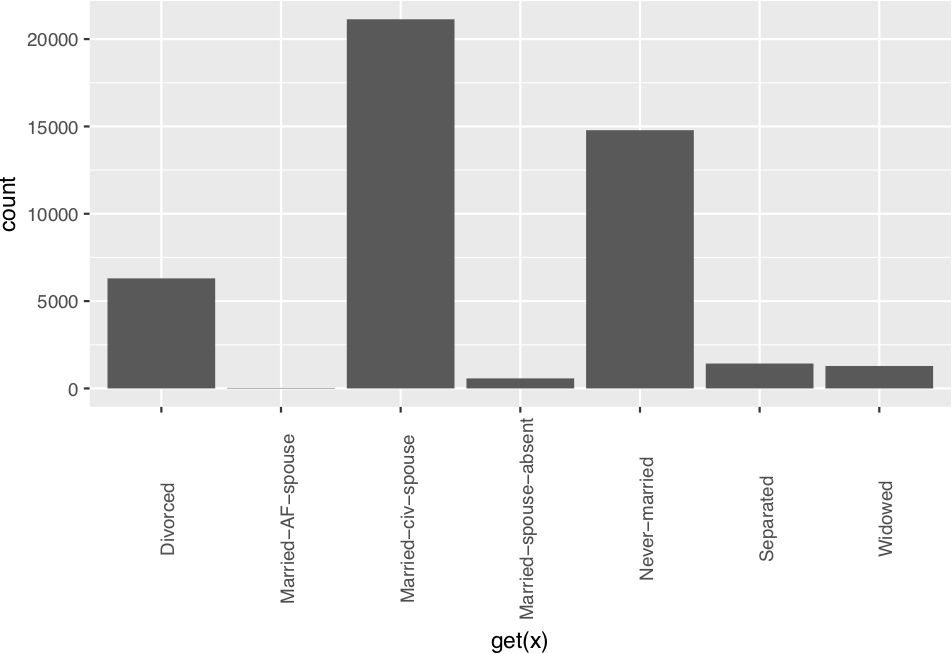 20000
15000
10000
5000
0
count
Divorced
Married−AF−spouse
Married−civ−spouse
Married−spouse−absent
Never−married
Separated
Widowed
get(x)